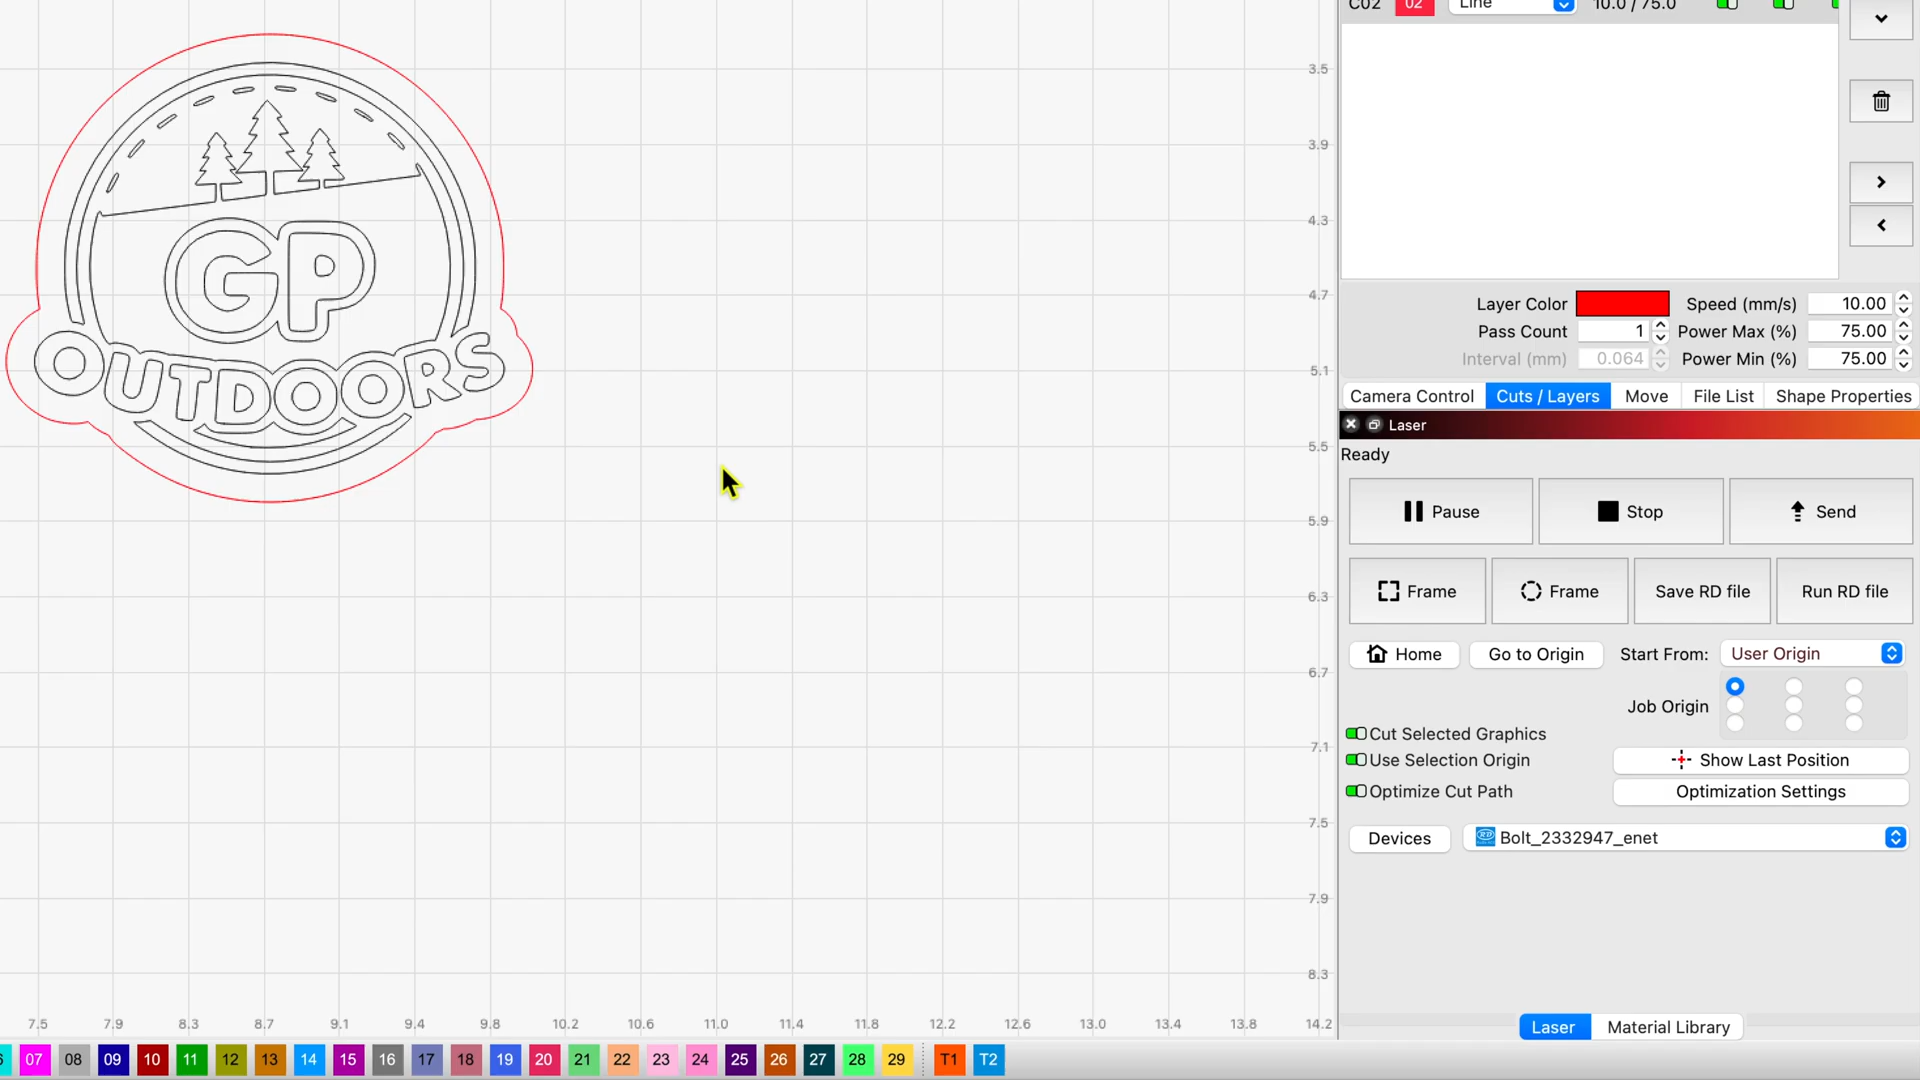 C02 02 Line 10.0 / 75.0
3.5
3.9
4.3
4.7
5.1
5.5
5.9
6.3
6.7
7.1
7.5
7.9
8.3
GP
OUTDOORS
Layer Color Speed (mm/s) 10.00
Pass Count 1 Power Max (%) 75.00
Interval (mm) 0.064 Power Min (%) 75.00
Camera Control Cuts / Layers Move File List Shape Properties
Laser
Ready
Pause Stop Send
Frame Frame Save RD file Run RD file
Home Go to Origin Start From: User Origin
Job Origin
Cut Selected Graphics
Use Selection Origin Show Last Position
Optimize Cut Path Optimization Settings
Devices Bolt_2332947_enet
7.5 7.9 8.3 8.7 9.1 9.4 9.8 10.2 10.6 11.0 11.4 11.8 12.2 12.6 13.0 13.4 13.8 14.2
Laser Material Library
07 08 09 10 11 12 13 14 15 16 17 18 19 20 21 22 23 24 25 26 27 28 29 T1 T2